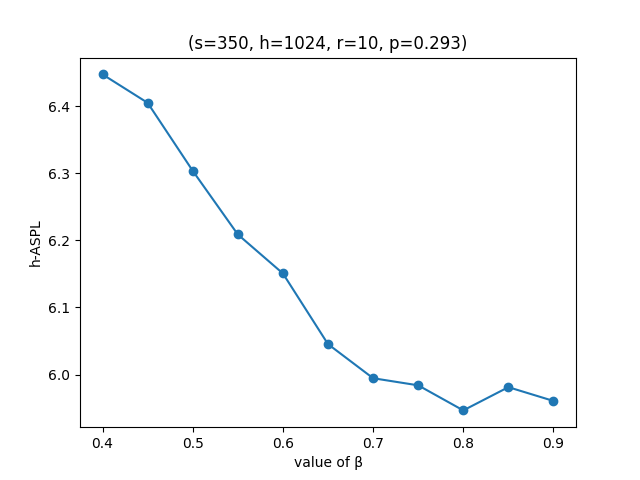 (s=350, h=1024, r=10, p=0.293)
h-ASPL
6.4
6.3
6.2
6.1
6.0
0.4 0.5 0.6 0.7 0.8 0.9
value of β